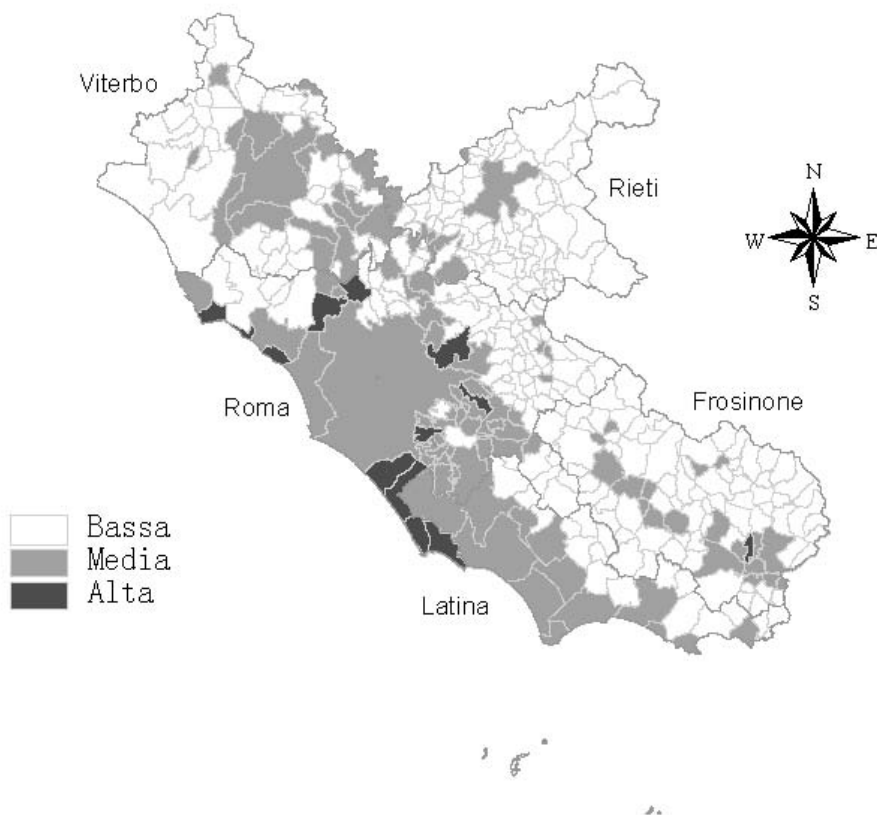 Viterbo
Rieti
N
W E
S
Roma
Frosinone
Bassa
Media
Alta
Latina